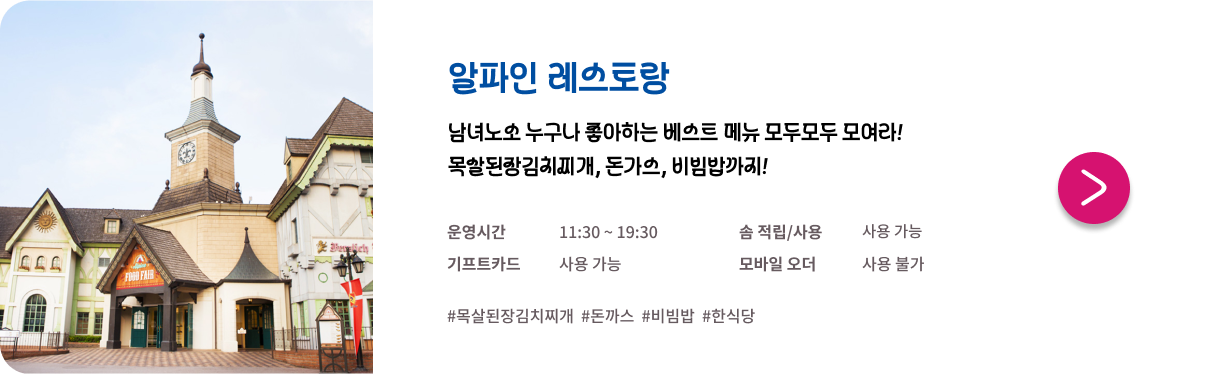 알파인 레스토랑
남녀노소 누구나 좋아하는 베스트 메뉴 모두모두 모여라!
목살된장김치찌개, 돈가스, 비빔밥까지!
운영시간 11:30 ~ 19:30 솜 적립/사용 사용 가능
기프트카드 사용 가능 모바일 오더 사용 불가
#목살된장김치찌개 #돈까스 #비빔밥 #한식당
FOOD FAIR